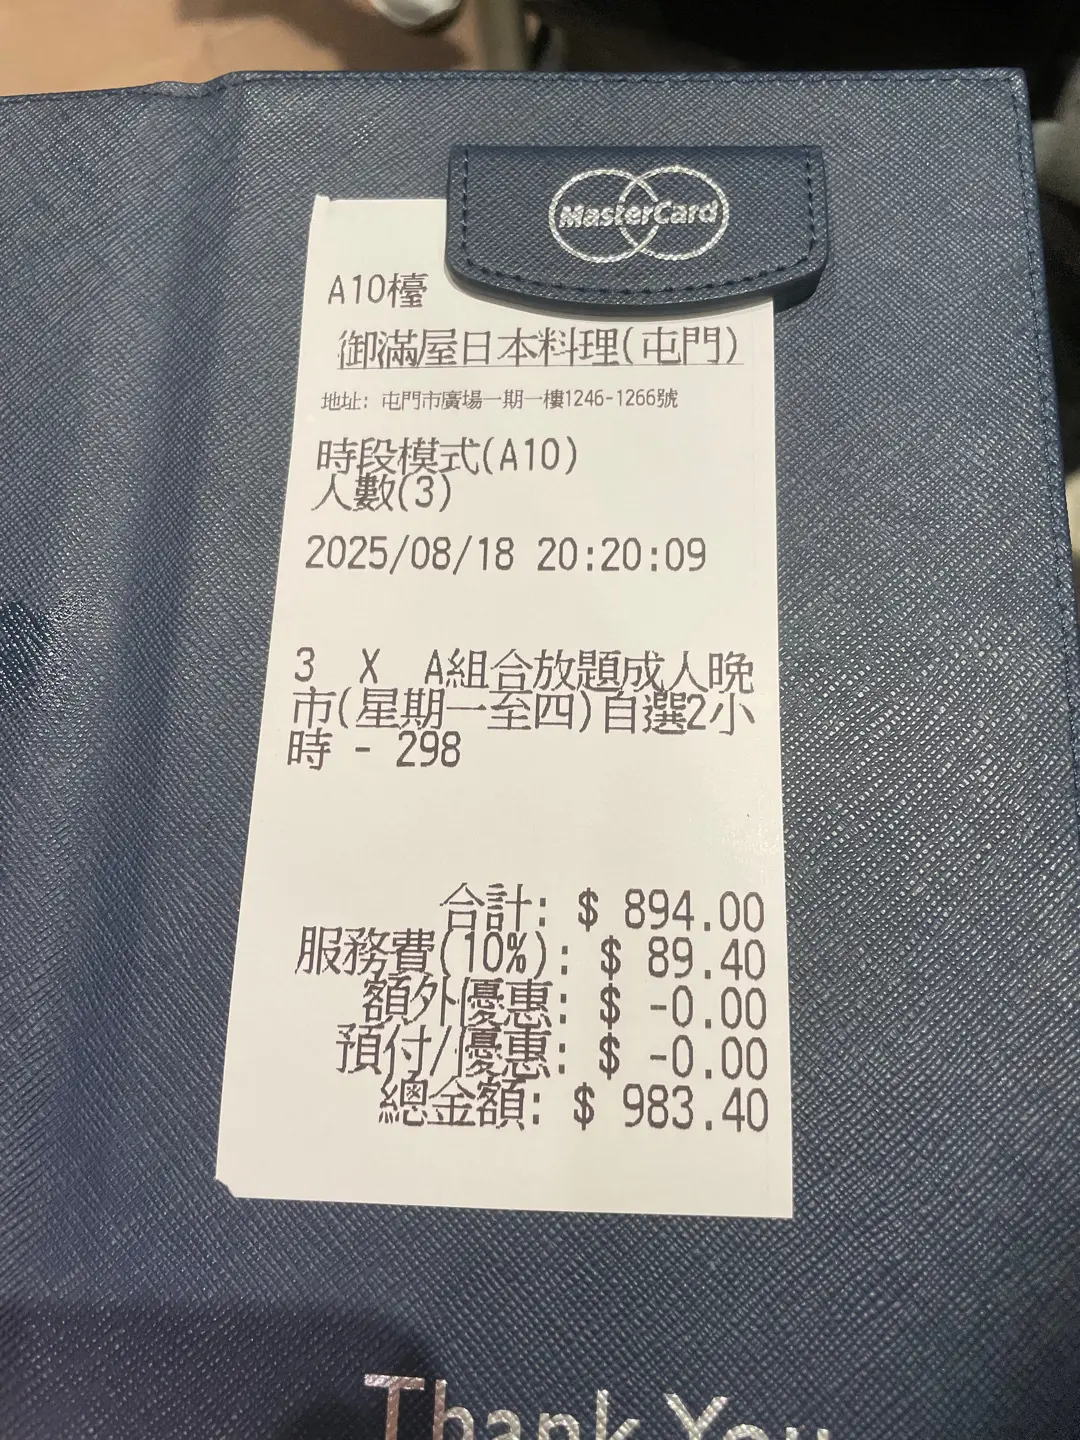 MasterCard
A10檯
御滿屋日本料理(屯門)
地址: 屯門市廣場一期一樓1246-1266號
時段模式(A10)
人數(3)
2025/08/18 20:20:09
3 X A組合放題成人晚
市(星期一至四)自選2小
時 - 298
合計: $ 894.00
服務費(10%): $ 89.40
額外優惠: $ -0.00
預付/優惠: $ -0.00
總金額: $ 983.40
Thank You